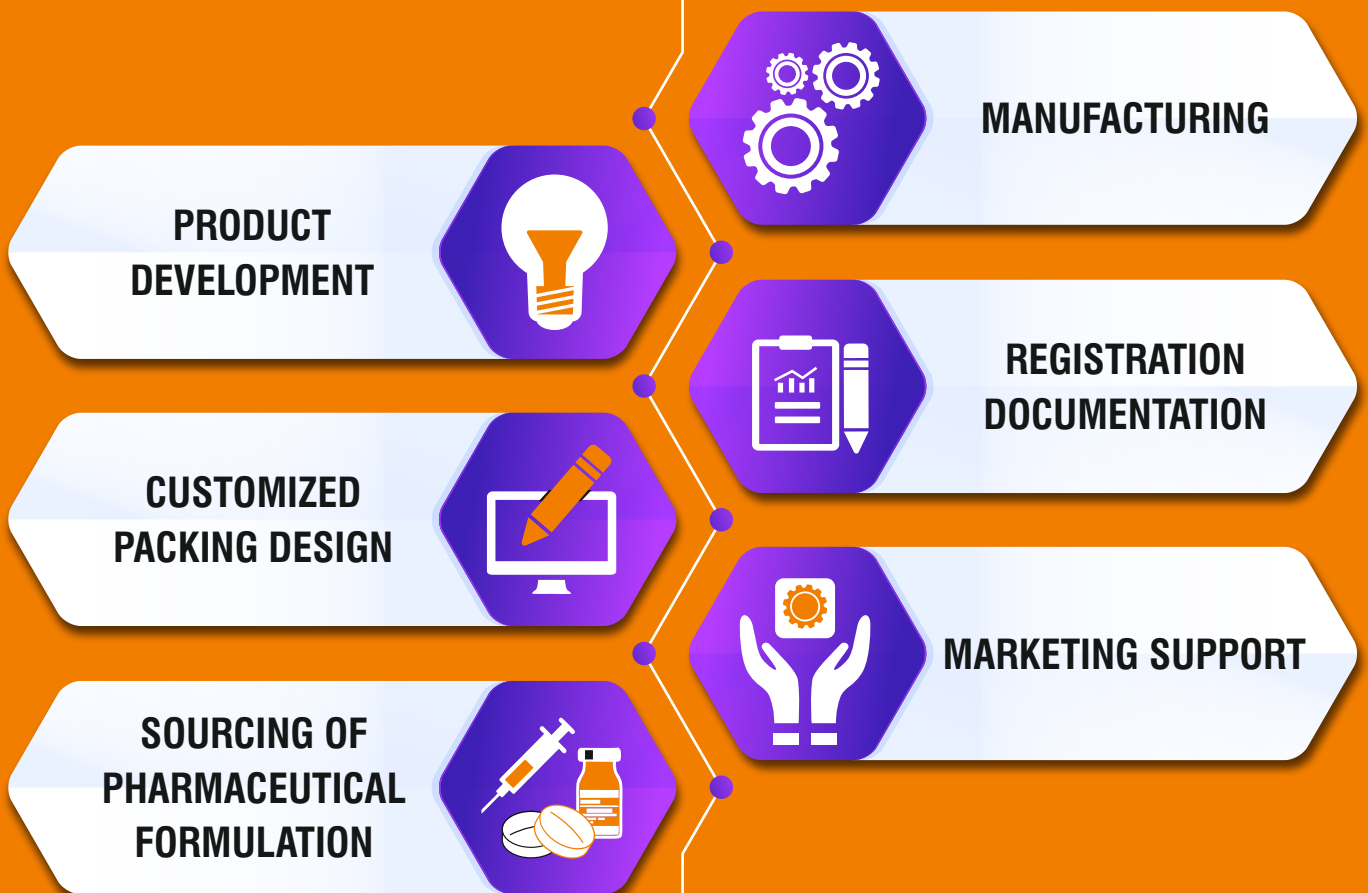 MANUFACTURING
PRODUCT
DEVELOPMENT
REGISTRATION
DOCUMENTATION
CUSTOMIZED
PACKING DESIGN
MARKETING SUPPORT
SOURCING OF
PHARMACEUTICAL
FORMULATION